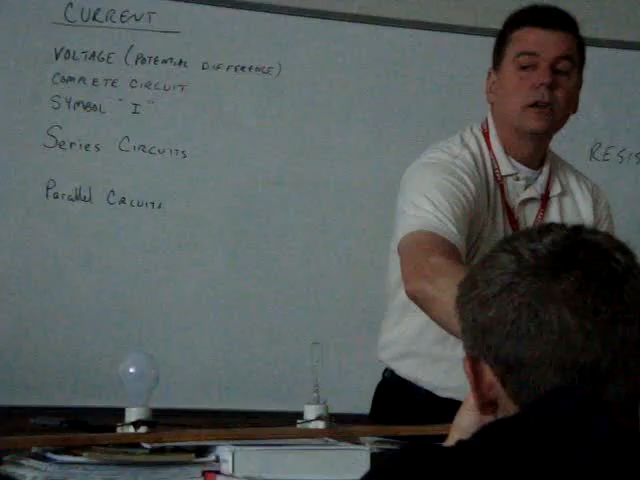 CURRENT
VOLTAGE (POTENTIAL DIFFERENCE)
COMPLETE CIRCUIT
SYMBOL "I"
Series CIRCUITS
Parallel CIRCUITS
RESIS